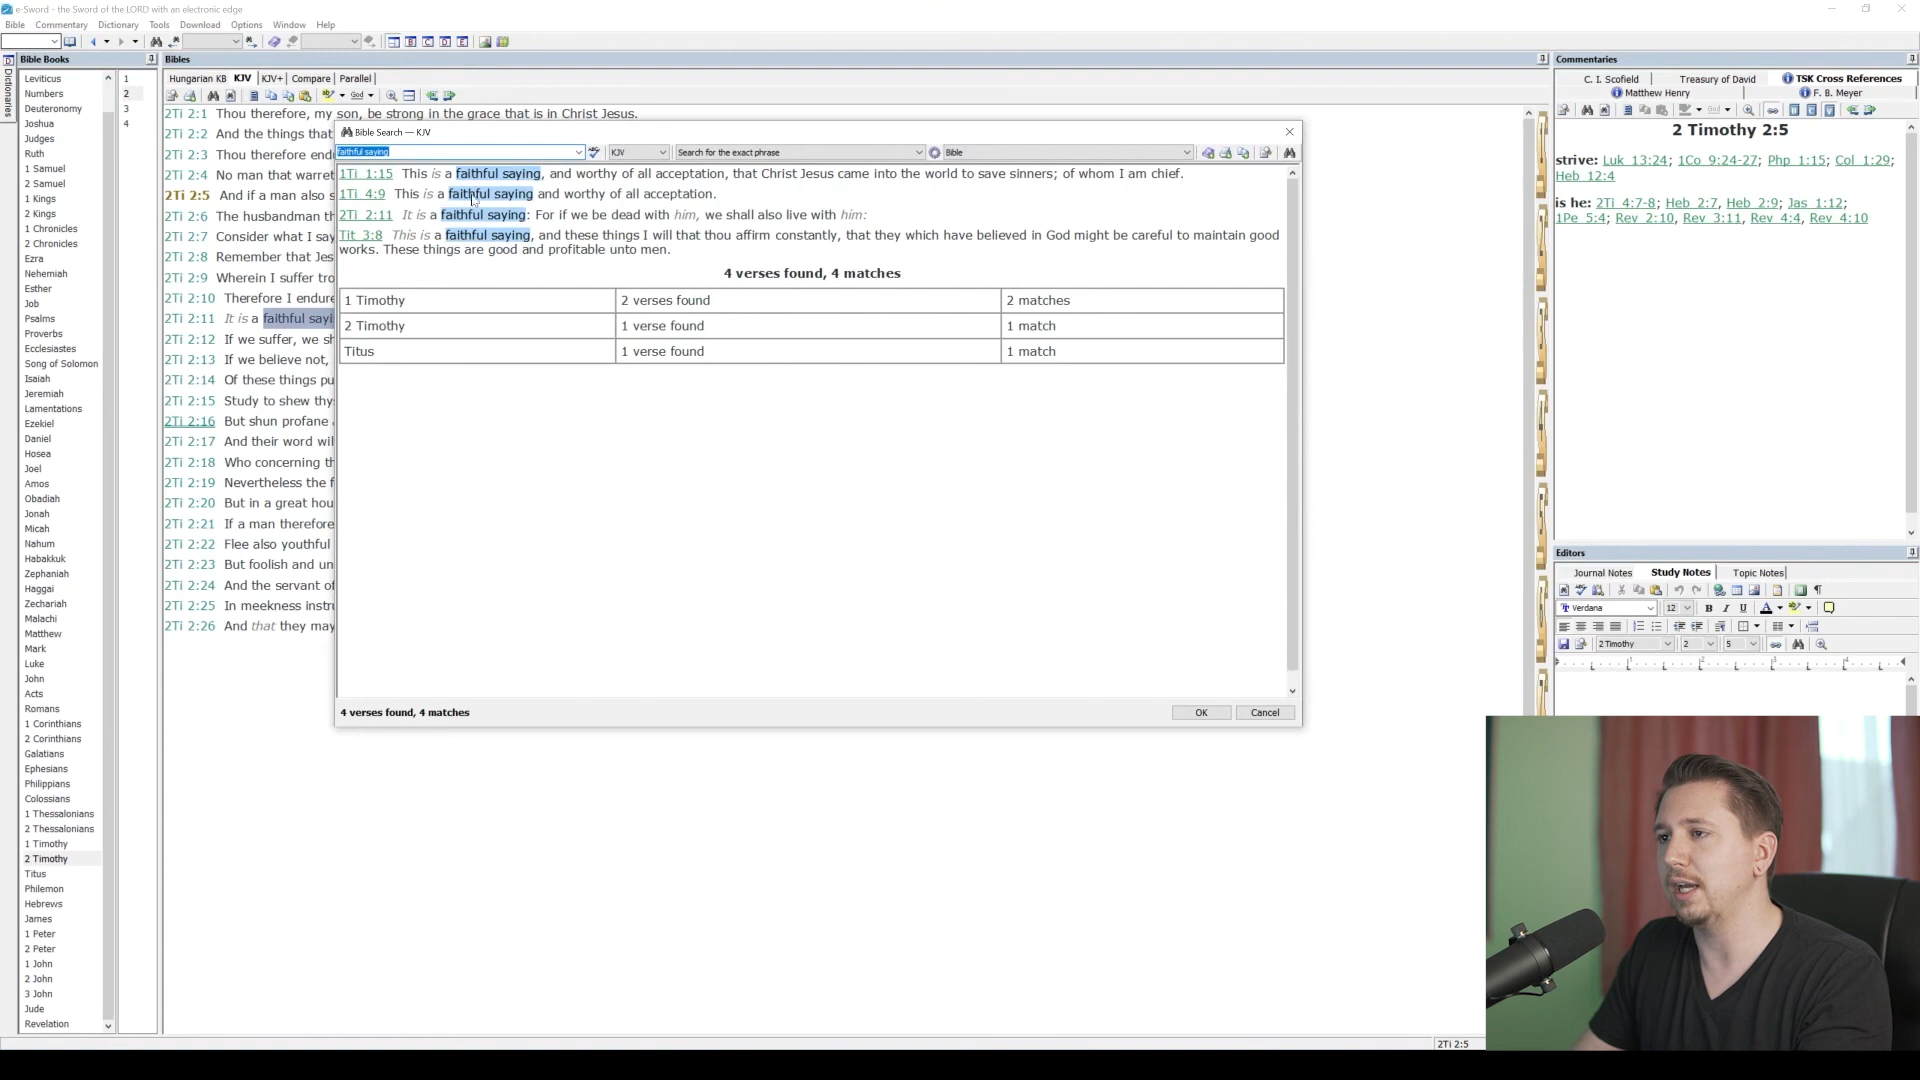 e-Sword - the Sword of the LORD with an electronic edge
Bible Commentary Dictionary Tools Download Options Window Help
Dictionaries
Bible Books
Leviticus
Numbers
Deuteronomy
Joshua
Judges
Ruth
1 Samuel
2 Samuel
1 Kings
2 Kings
1 Chronicles
2 Chronicles
Ezra
Nehemiah
Esther
Job
Psalms
Proverbs
Ecclesiastes
Song of Solomon
Isaiah
Jeremiah
Lamentations
Ezekiel
Daniel
Hosea
Joel
Amos
Obadiah
Jonah
Micah
Nahum
Habakkuk
Zephaniah
Haggai
Zechariah
Malachi
Matthew
Mark
Luke
John
Acts
Romans
1 Corinthians
2 Corinthians
Galatians
Ephesians
Philippians
Colossians
1 Thessalonians
2 Thessalonians
1 Timothy
2 Timothy
Titus
Philemon
Hebrews
James
1 Peter
2 Peter
1 John
2 John
3 John
Jude
Revelation
1
2
3
4
Bibles
Hungarian KB KJV KJV+ Compare Parallel
2Ti 2:1 Thou therefore, my son, be strong in the grace that is in Christ Jesus.
2Ti 2:2 And the things that
2Ti 2:3 Thou therefore end
2Ti 2:4 No man that warret
2Ti 2:5 And if a man also s
2Ti 2:6 The husbandman th
2Ti 2:7 Consider what I say
2Ti 2:8 Remember that Jes
2Ti 2:9 Wherein I suffer tro
2Ti 2:10 Therefore I endure
2Ti 2:11 It is a faithful sayi
2Ti 2:12 If we suffer, we sh
2Ti 2:13 If we believe not,
2Ti 2:14 Of these things pu
2Ti 2:15 Study to shew thy
2Ti 2:16 But shun profane
2Ti 2:17 And their word wil
2Ti 2:18 Who concerning th
2Ti 2:19 Nevertheless the f
2Ti 2:20 But in a great hou
2Ti 2:21 If a man therefore
2Ti 2:22 Flee also youthful
2Ti 2:23 But foolish and un
2Ti 2:24 And the servant of
2Ti 2:25 In meekness instru
2Ti 2:26 And that they may
Bible Search — KJV
faithful saying KJV Search for the exact phrase Bible
1Ti 1:15 This is a faithful saying, and worthy of all acceptation, that Christ Jesus came into the world to save sinners; of whom I am chief.
1Ti 4:9 This is a faithful saying and worthy of all acceptation.
2Ti 2:11 It is a faithful saying: For if we be dead with him, we shall also live with him:
Tit 3:8 This is a faithful saying, and these things I will that thou affirm constantly, that they which have believed in God might be careful to maintain good
works. These things are good and profitable unto men.
4 verses found, 4 matches
1 Timothy 2 verses found 2 matches
2 Timothy 1 verse found 1 match
Titus 1 verse found 1 match
4 verses found, 4 matches OK Cancel
Commentaries
C. I. Scofield Treasury of David TSK Cross References
Matthew Henry F. B. Meyer
2 Timothy 2:5
strive: Luk 13:24; 1Co 9:24-27; Php 1:15; Col 1:29;
Heb 12:4
is he: 2Ti 4:7-8; Heb 2:7, Heb 2:9; Jas 1:12;
1Pe 5:4; Rev 2:10, Rev 3:11, Rev 4:4, Rev 4:10
Editors
Journal Notes Study Notes Topic Notes
Verdana 12 B I U A
2 Timothy 2 5
2Ti 2:5